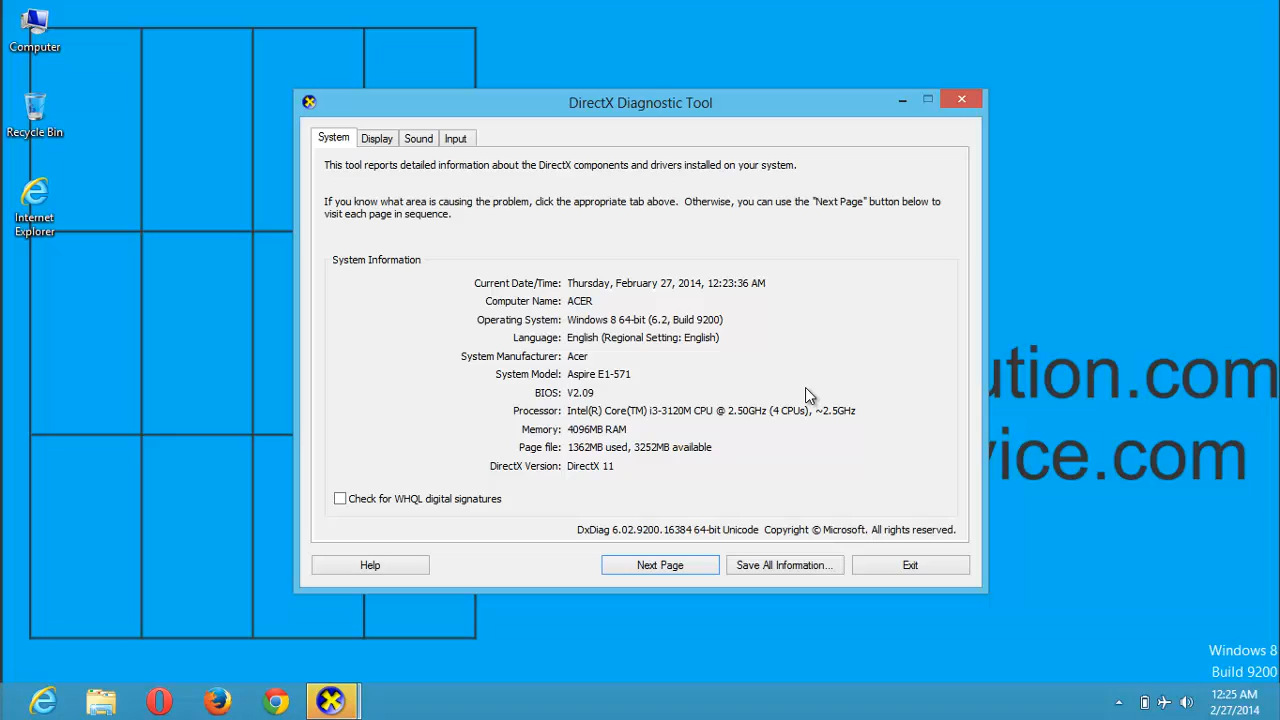 Computer
Recycle Bin
Internet
Explorer
DirectX Diagnostic Tool
System Display Sound Input
This tool reports detailed information about the DirectX components and drivers installed on your system.
If you know what area is causing the problem, click the appropriate tab above. Otherwise, you can use the "Next Page" button below to
visit each page in sequence.
System Information
Current Date/Time: Thursday, February 27, 2014, 12:23:36 AM
Computer Name: ACER
Operating System: Windows 8 64-bit (6.2, Build 9200)
Language: English (Regional Setting: English)
System Manufacturer: Acer
System Model: Aspire E1-571
BIOS: V2.09
Processor: Intel(R) Core(TM) i3-3120M CPU @ 2.50GHz (4 CPUs), ~2.5GHz
Memory: 4096MB RAM
Page file: 1362MB used, 3252MB available
DirectX Version: DirectX 11
Check for WHQL digital signatures
DxDiag 6.02.9200.16384 64-bit Unicode Copyright © Microsoft. All rights reserved.
Help Next Page Save All Information... Exit
ution.com
vice.com
Windows 8
Build 9200
12:25 AM
2/27/2014